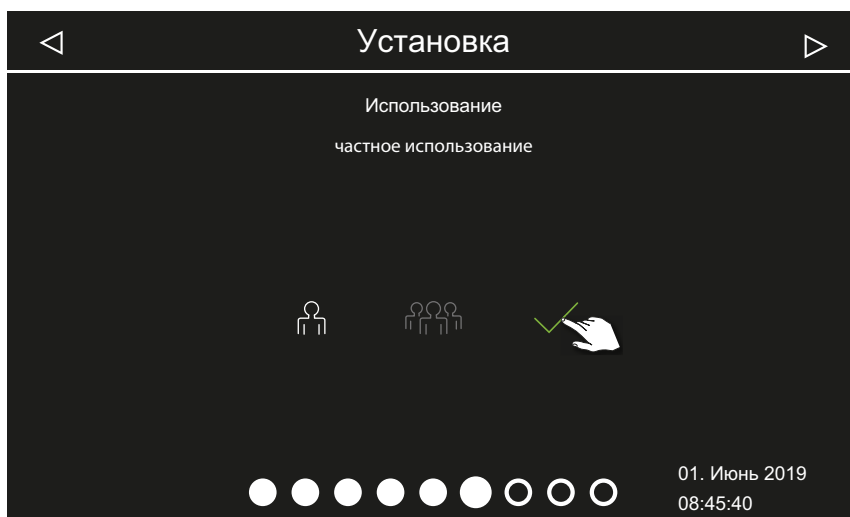 Установка
Использование
частное использование
01. Июнь 2019
08:45:40